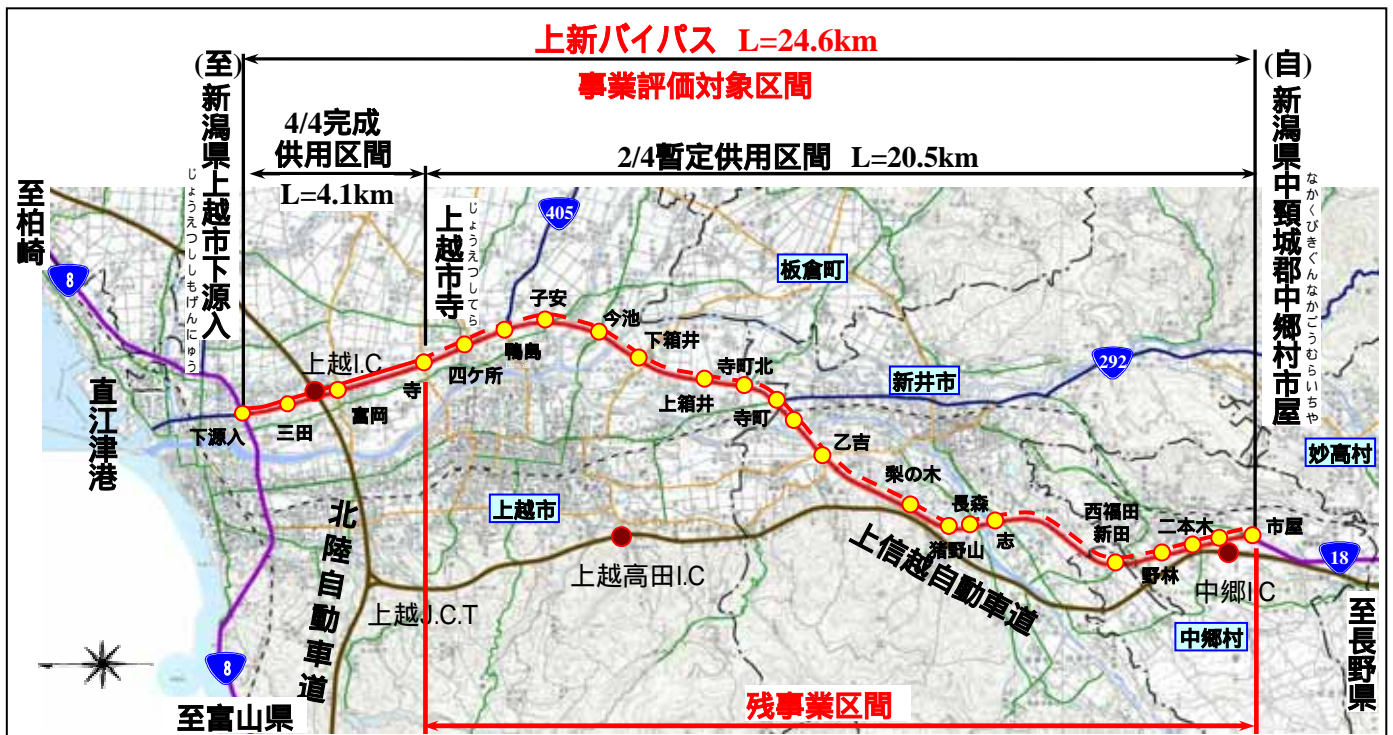 上新バイパス L=24.6km
事業評価対象区間
(至)
新潟県上越市下源入
じょうえつししもげんにゅう
(自)
新潟県中頸城郡中郷村市屋
なかくびきぐんなかごうむらいちや
4/4完成
供用区間
L=4.1km
2/4暫定供用区間 L=20.5km
至柏崎
8
上越市寺
じょうえつしてら
405
板倉町
子安
今池
鴨島
下箱井
四ケ所
寺町北
上越I.C
寺
上箱井
新井市
292
富岡
寺町
三田
下源入
直江津港
乙吉
妙高村
梨の木
長森
上越市
西福田
新田
二本木
市屋
志
猪野山
野林
18
北陸自動車道
上越高田I.C
上信越自動車道
中郷I.C
上越J.C.T
中郷村
至長野県
8
残事業区間
至富山県